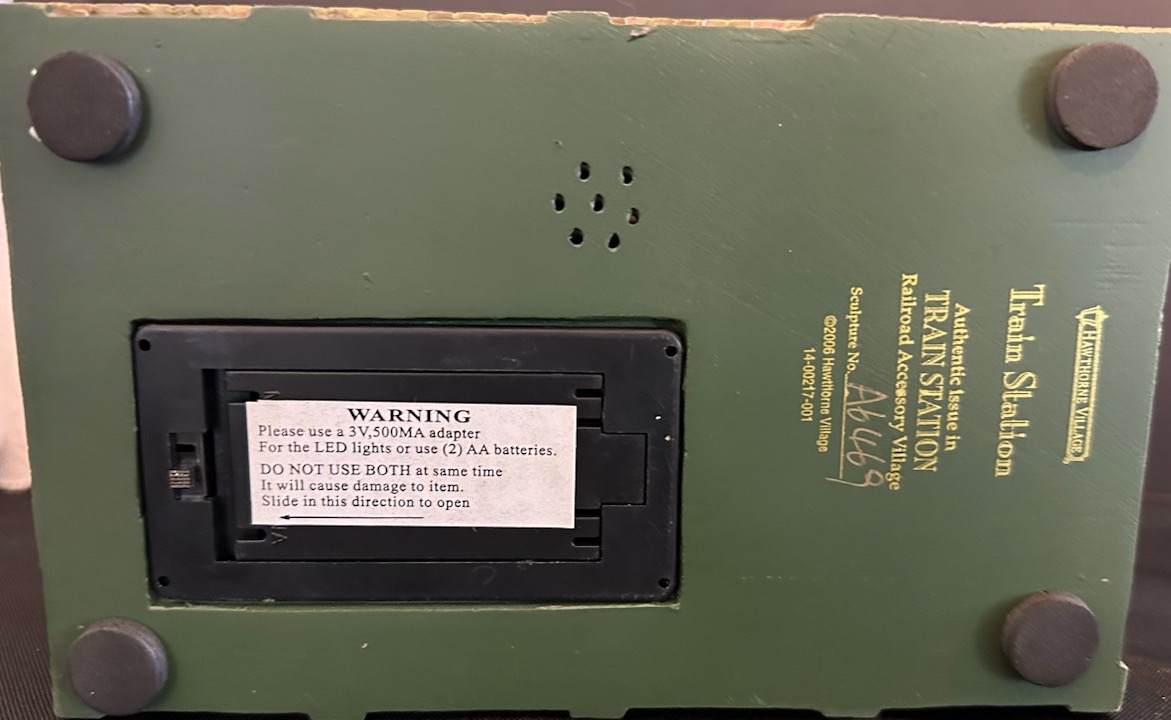 WARNING
Please use a 3V,500MA adapter
For the LED lights or use (2) AA batteries.
DO NOT USE BOTH at same time
It will cause damage to item.
Slide in this direction to open
HAWTHORNE VILLAGE
Train Station
Authentic issue in
TRAIN STATION
Railroad Accessory Village
Sculpture No. A6469
©2006 Hawthorne Village
14-00217-001